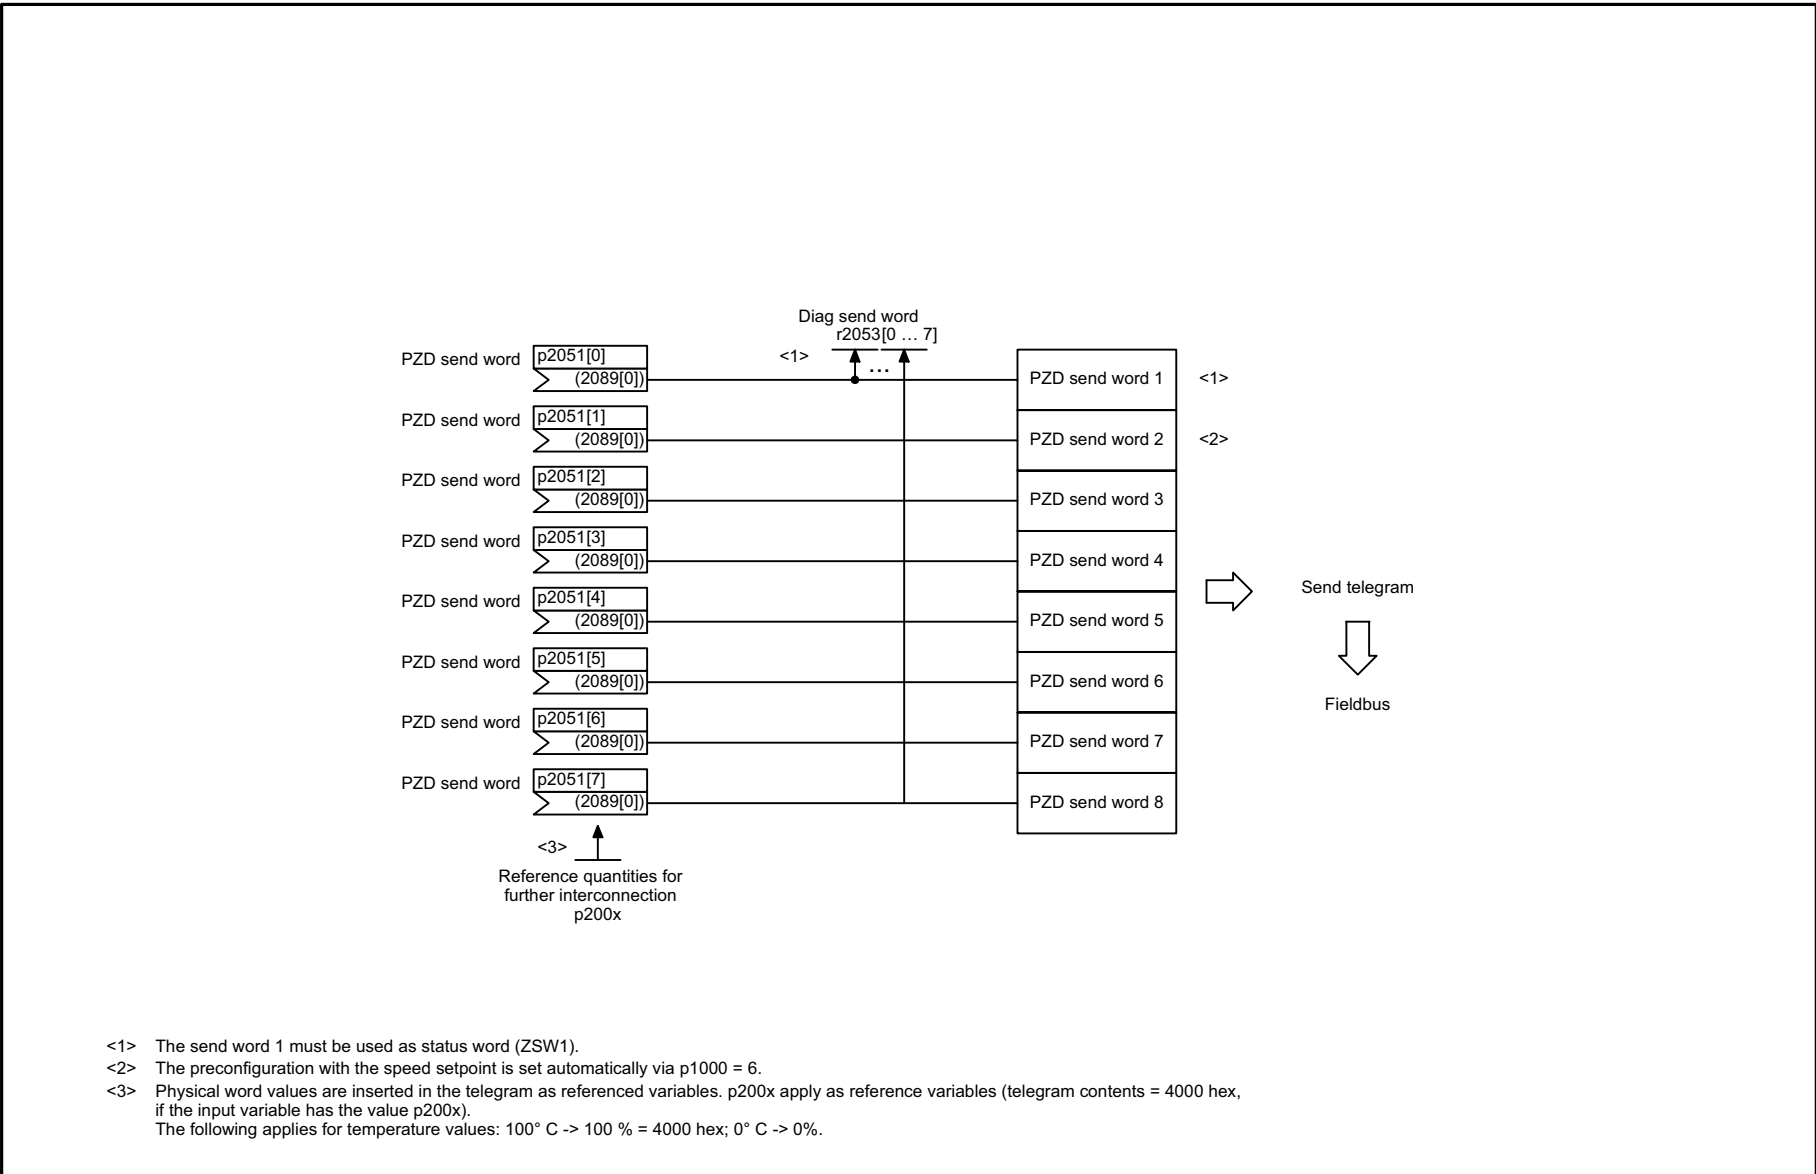 Diag send word
r2053[0 … 7]
PZD send word p2051[0] <1> ...
(2089[0]) PZD send word 1 <1>
PZD send word p2051[1]
(2089[0]) PZD send word 2 <2>
PZD send word p2051[2]
(2089[0]) PZD send word 3
PZD send word p2051[3]
(2089[0]) PZD send word 4
PZD send word p2051[4]
(2089[0]) PZD send word 5
PZD send word p2051[5]
(2089[0]) PZD send word 6
PZD send word p2051[6]
(2089[0]) PZD send word 7
PZD send word p2051[7]
(2089[0]) PZD send word 8
Send telegram
Fieldbus
<3>
Reference quantities for
further interconnection
p200x
<1> The send word 1 must be used as status word (ZSW1).
<2> The preconfiguration with the speed setpoint is set automatically via p1000 = 6.
<3> Physical word values are inserted in the telegram as referenced variables. p200x apply as reference variables (telegram contents = 4000 hex,
if the input variable has the value p200x).
The following applies for temperature values: 100° C -> 100 % = 4000 hex; 0° C -> 0%.